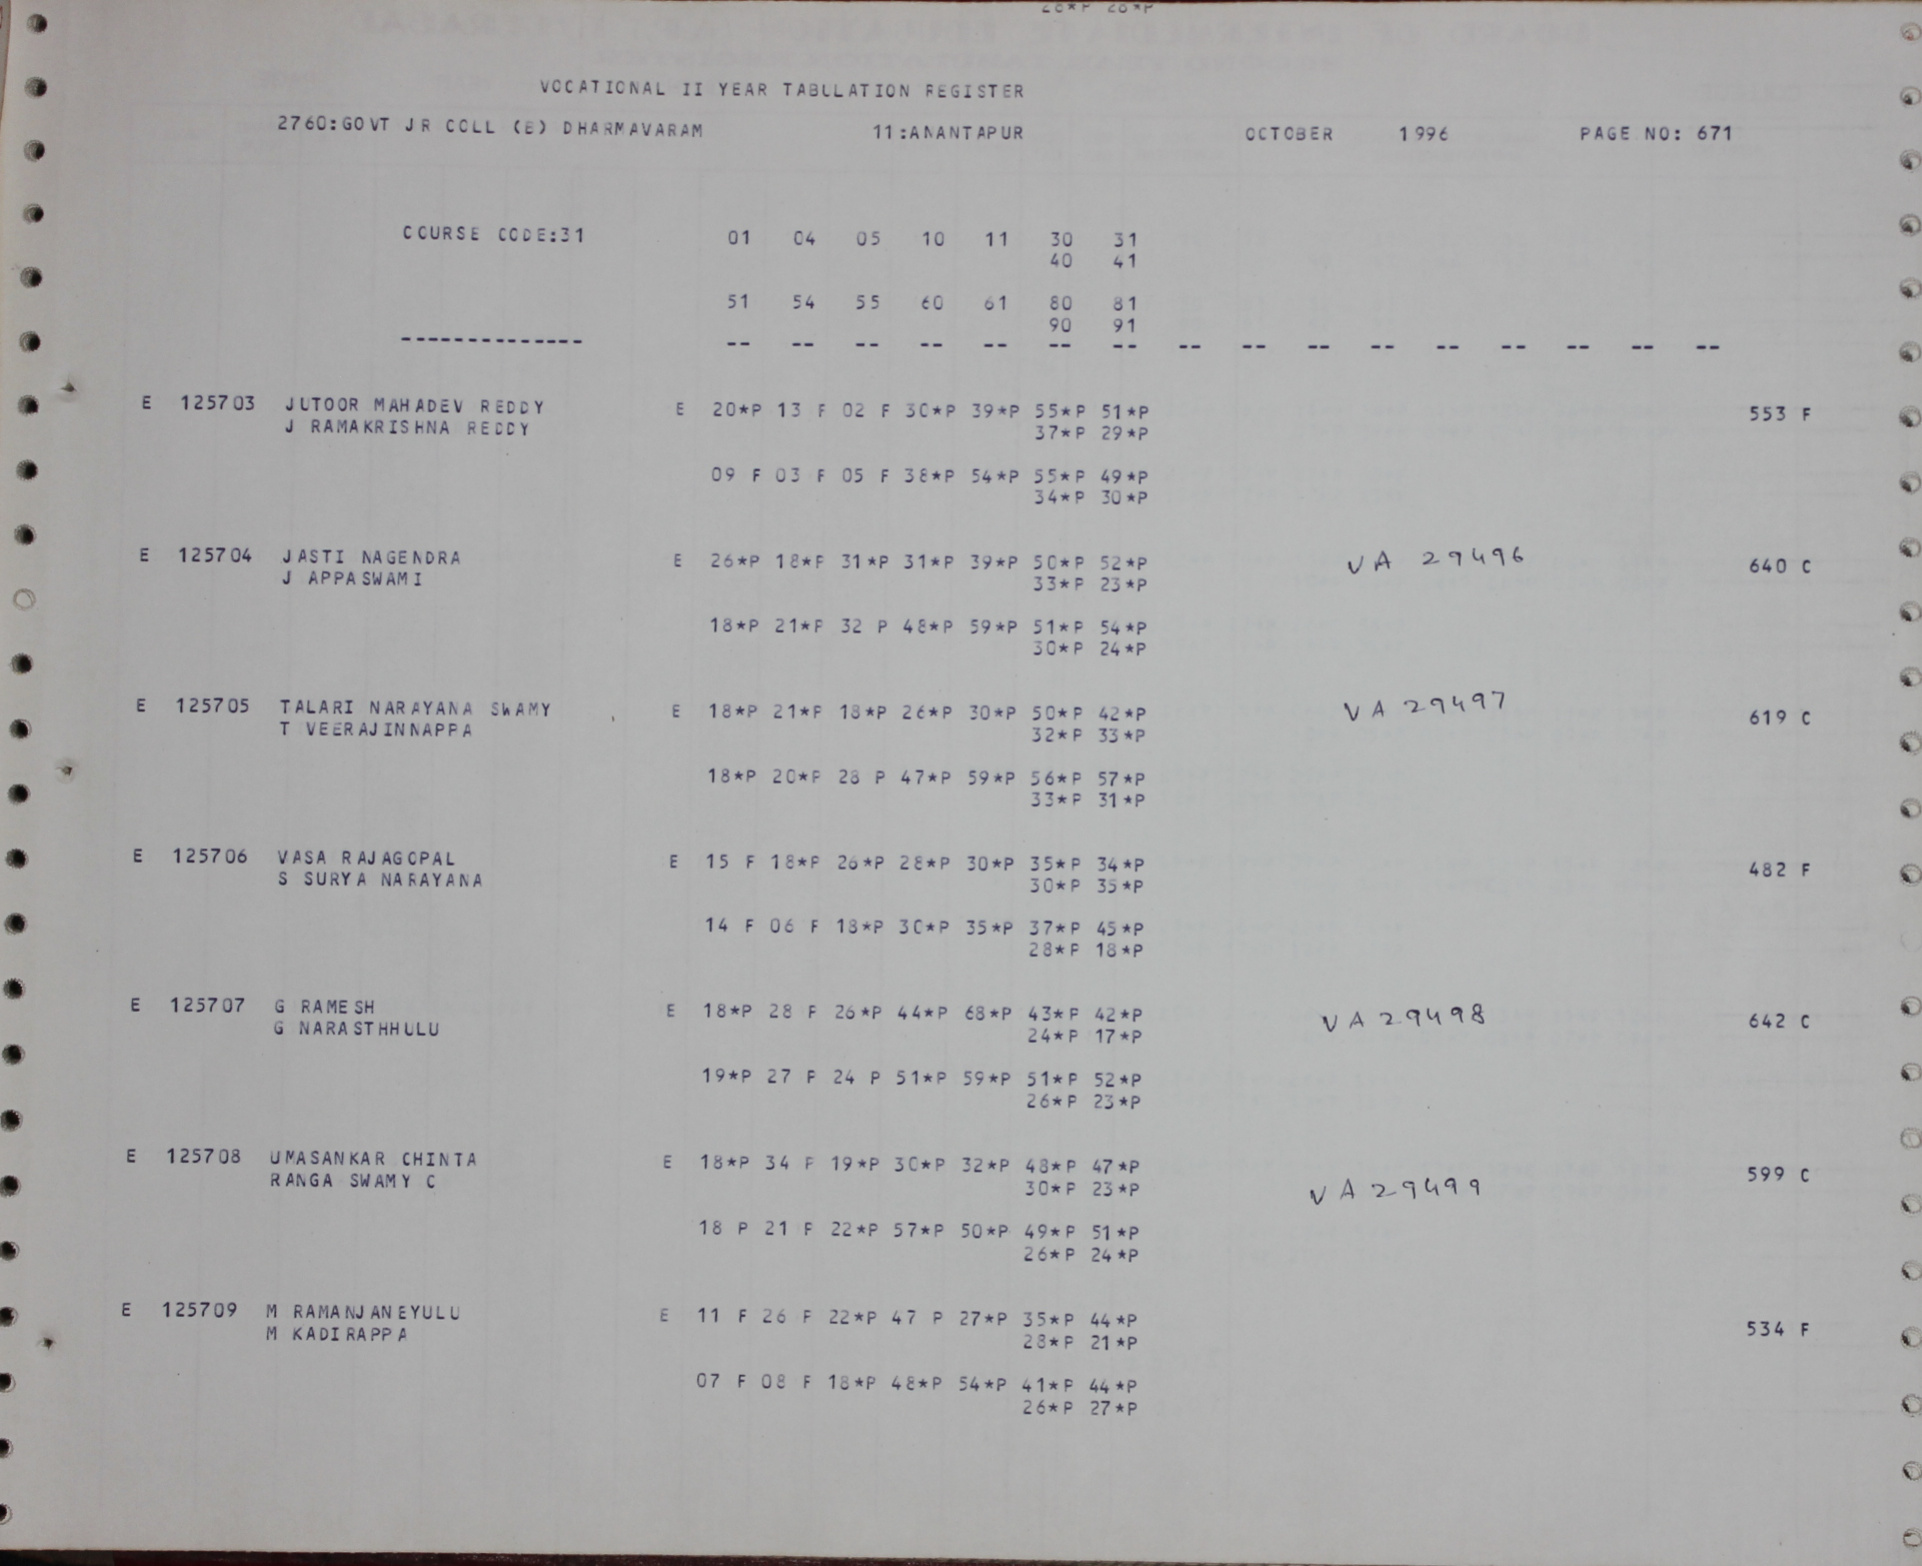 VOCATIONAL II YEAR TABULATION REGISTER
2760:GOVT JR COLL (B) DHARMAVARAM 11:ANANTAPUR OCTOBER 1996 PAGE NO: 671
COURSE CODE:31 01 04 05 10 11 30 31
40 41
51 54 55 60 61 80 81
90 91
-------------- -- -- -- -- -- -- -- -- -- -- -- -- -- -- -- --
E 125703 JUTOOR MAHADEV REDDY E 20*P 13 F 02 F 30*P 39*P 55*P 51*P 553 F
J RAMAKRISHNA REDDY 37*P 29*P
09 F 03 F 05 F 38*P 54*P 55*P 49*P
34*P 30*P
E 125704 JASTI NAGENDRA E 26*P 18*P 31*P 31*P 39*P 50*P 52*P VA 29496 640 C
J APPASWAMI 33*P 23*P
18*P 21*P 32 P 48*P 59*P 51*P 54*P
30*P 24*P
E 125705 TALARI NARAYANA SWAMY E 18*P 21*P 18*P 26*P 30*P 50*P 42*P VA 29497 619 C
T VEERAJINNAPPA 32*P 33*P
18*P 20*P 28 P 47*P 59*P 56*P 57*P
33*P 31*P
E 125706 VASA RAJAGOPAL E 15 F 18*P 26*P 28*P 30*P 35*P 34*P 482 F
S SURYA NARAYANA 30*P 35*P
14 F 06 F 18*P 30*P 35*P 37*P 45*P
28*P 18*P
E 125707 G RAMESH E 18*P 28 P 26*P 44*P 68*P 43*P 42*P VA 29498 642 C
G NARASTHHULU 24*P 17*P
19*P 27 P 24 P 51*P 59*P 51*P 52*P
26*P 23*P
E 125708 UMASANKAR CHINTA E 18*P 34 P 19*P 30*P 32*P 48*P 47*P 599 C
RANGA SWAMY C 30*P 23*P VA 29499
18 P 21 P 22*P 57*P 50*P 49*P 51*P
26*P 24*P
E 125709 M RAMANJANEYULU E 11 F 26 F 22*P 47 P 27*P 35*P 44*P 534 F
M KADIRAPPA 28*P 21*P
07 F 08 F 18*P 48*P 54*P 41*P 44*P
26*P 27*P